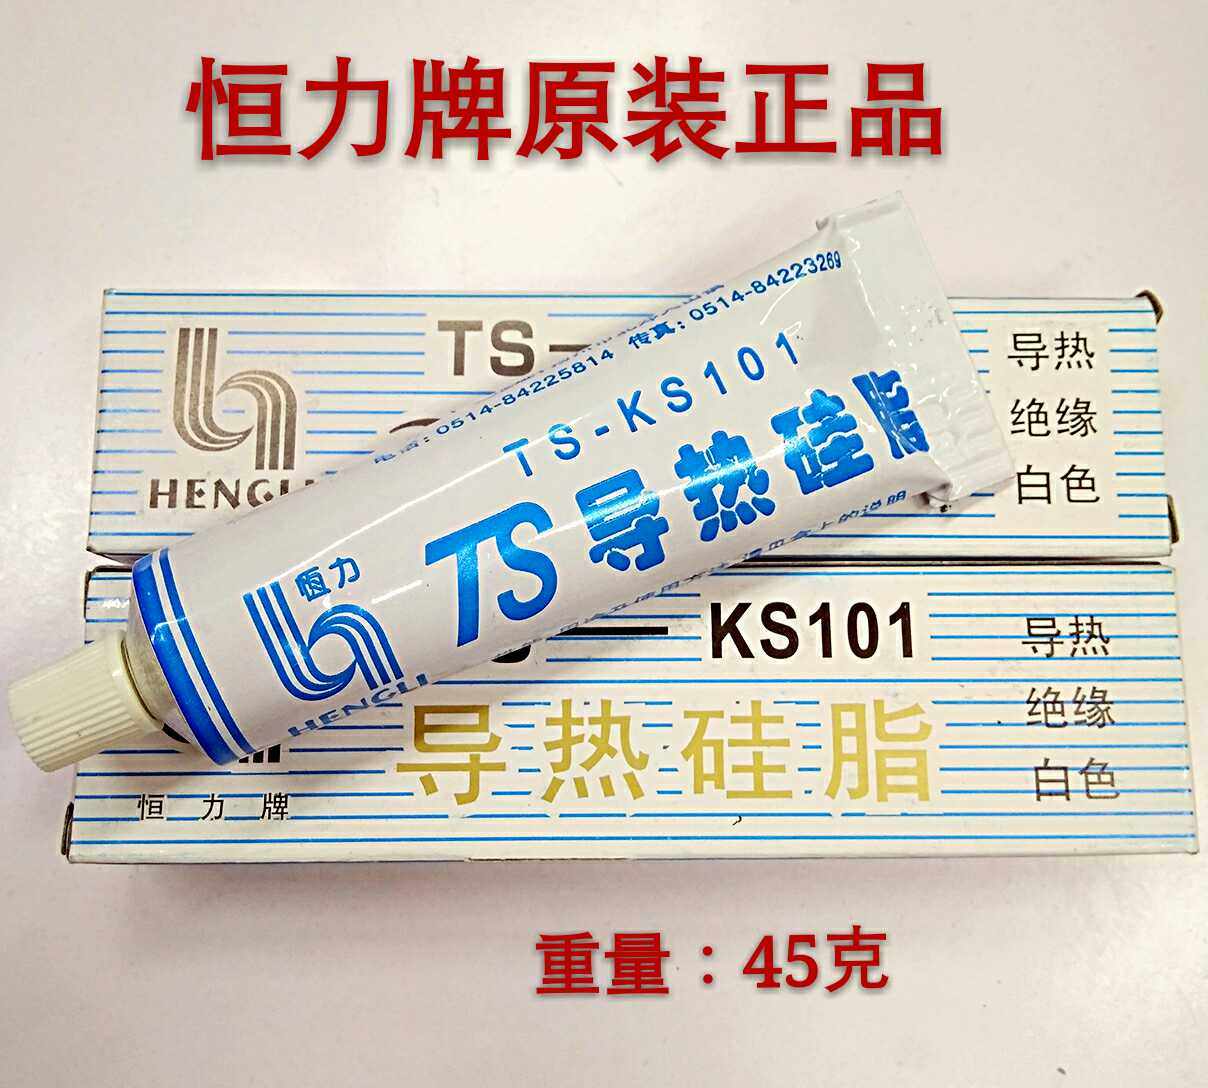 恒力牌原装正品
TS-
HENGLI
导热
绝缘
白色
电话:0514-84225814 传真:0514-84223269
TS-KS101
TS导热硅脂
恒力
HENGLI
KS101
导热硅脂
恒力牌
导热
绝缘
白色
重量:45克